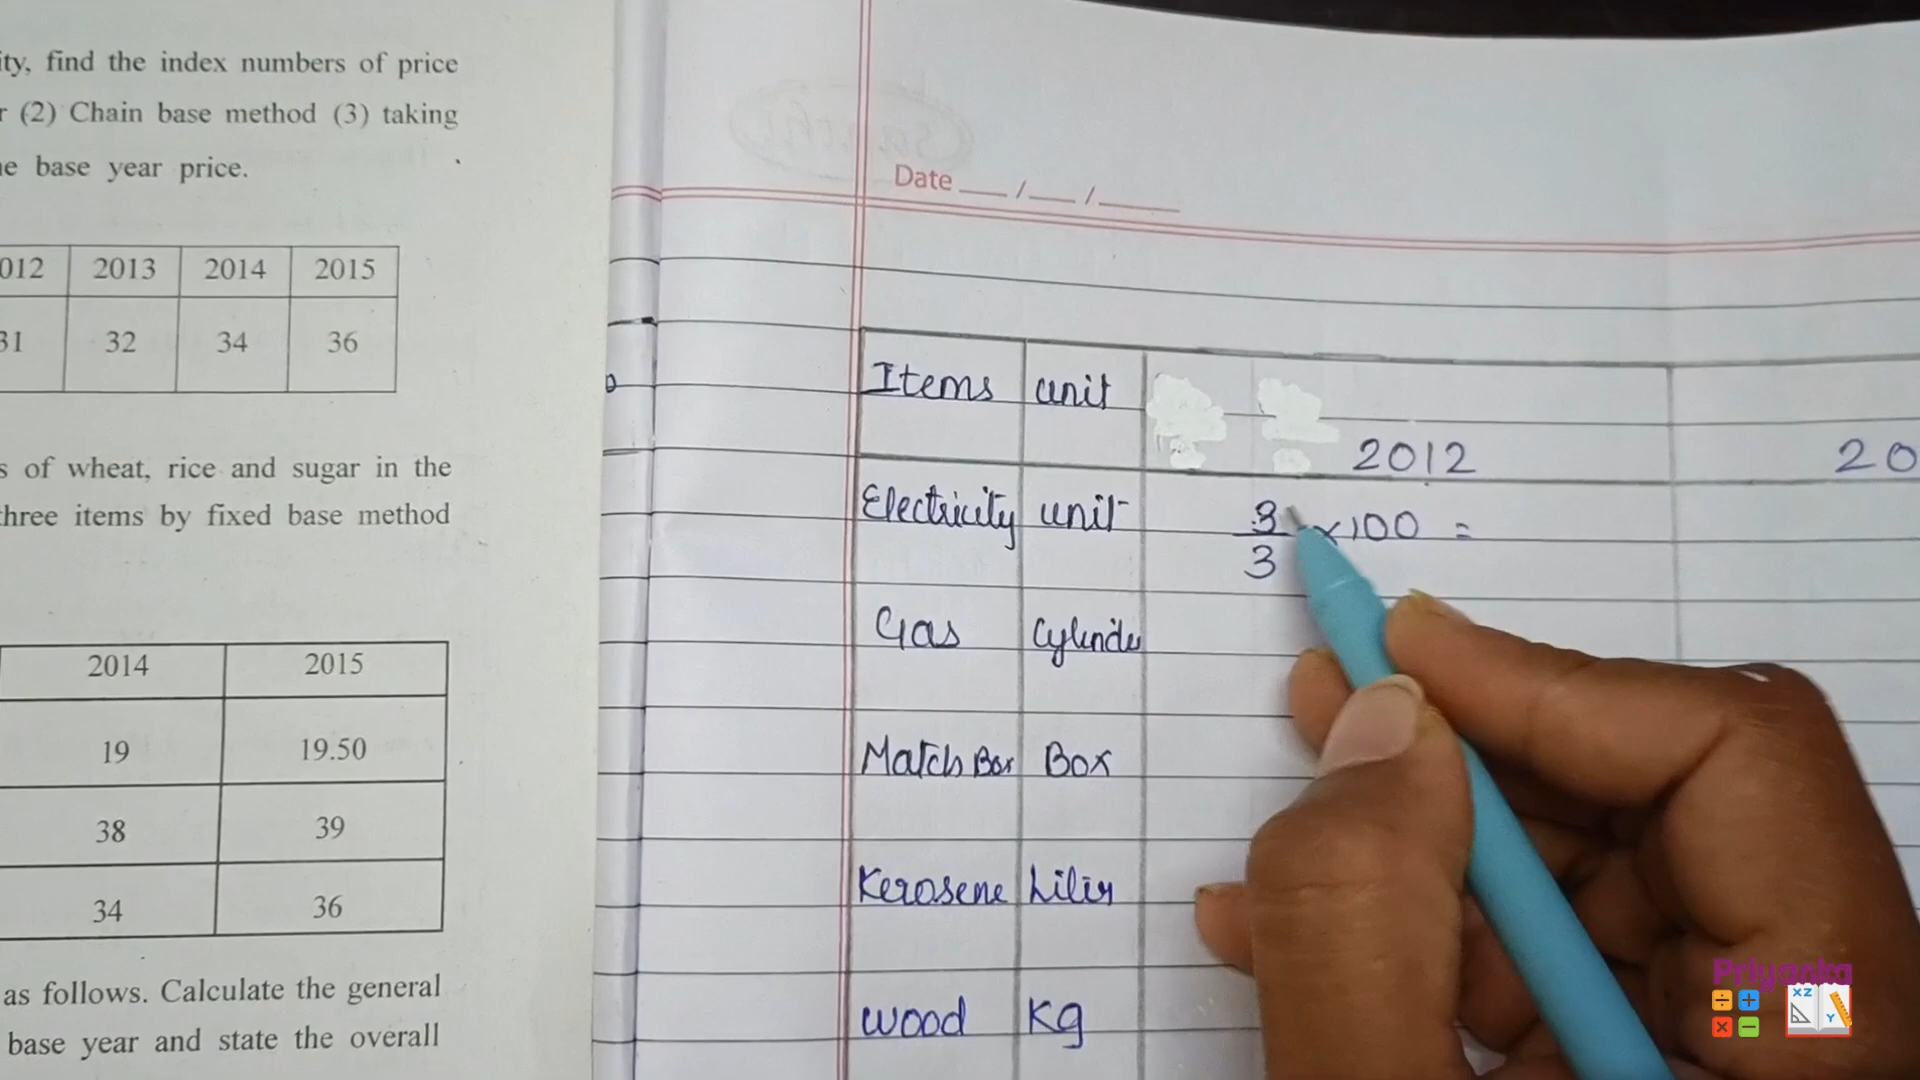 ity, find the index numbers of price
r (2) Chain base method (3) taking
e base year price.
012 2013 2014 2015
31 32 34 36
s of wheat, rice and sugar in the
three items by fixed base method
2014 2015
19 19.50
38 39
34 36
as follows. Calculate the general
base year and state the overall
Date __ /__ /____
Items unit 2012 20
Electricity unit 3/3 ×100 =
Gas Cylinder
Match Box Box
Kerosene Liter
wood Kg
Priyanka
XZ
Y